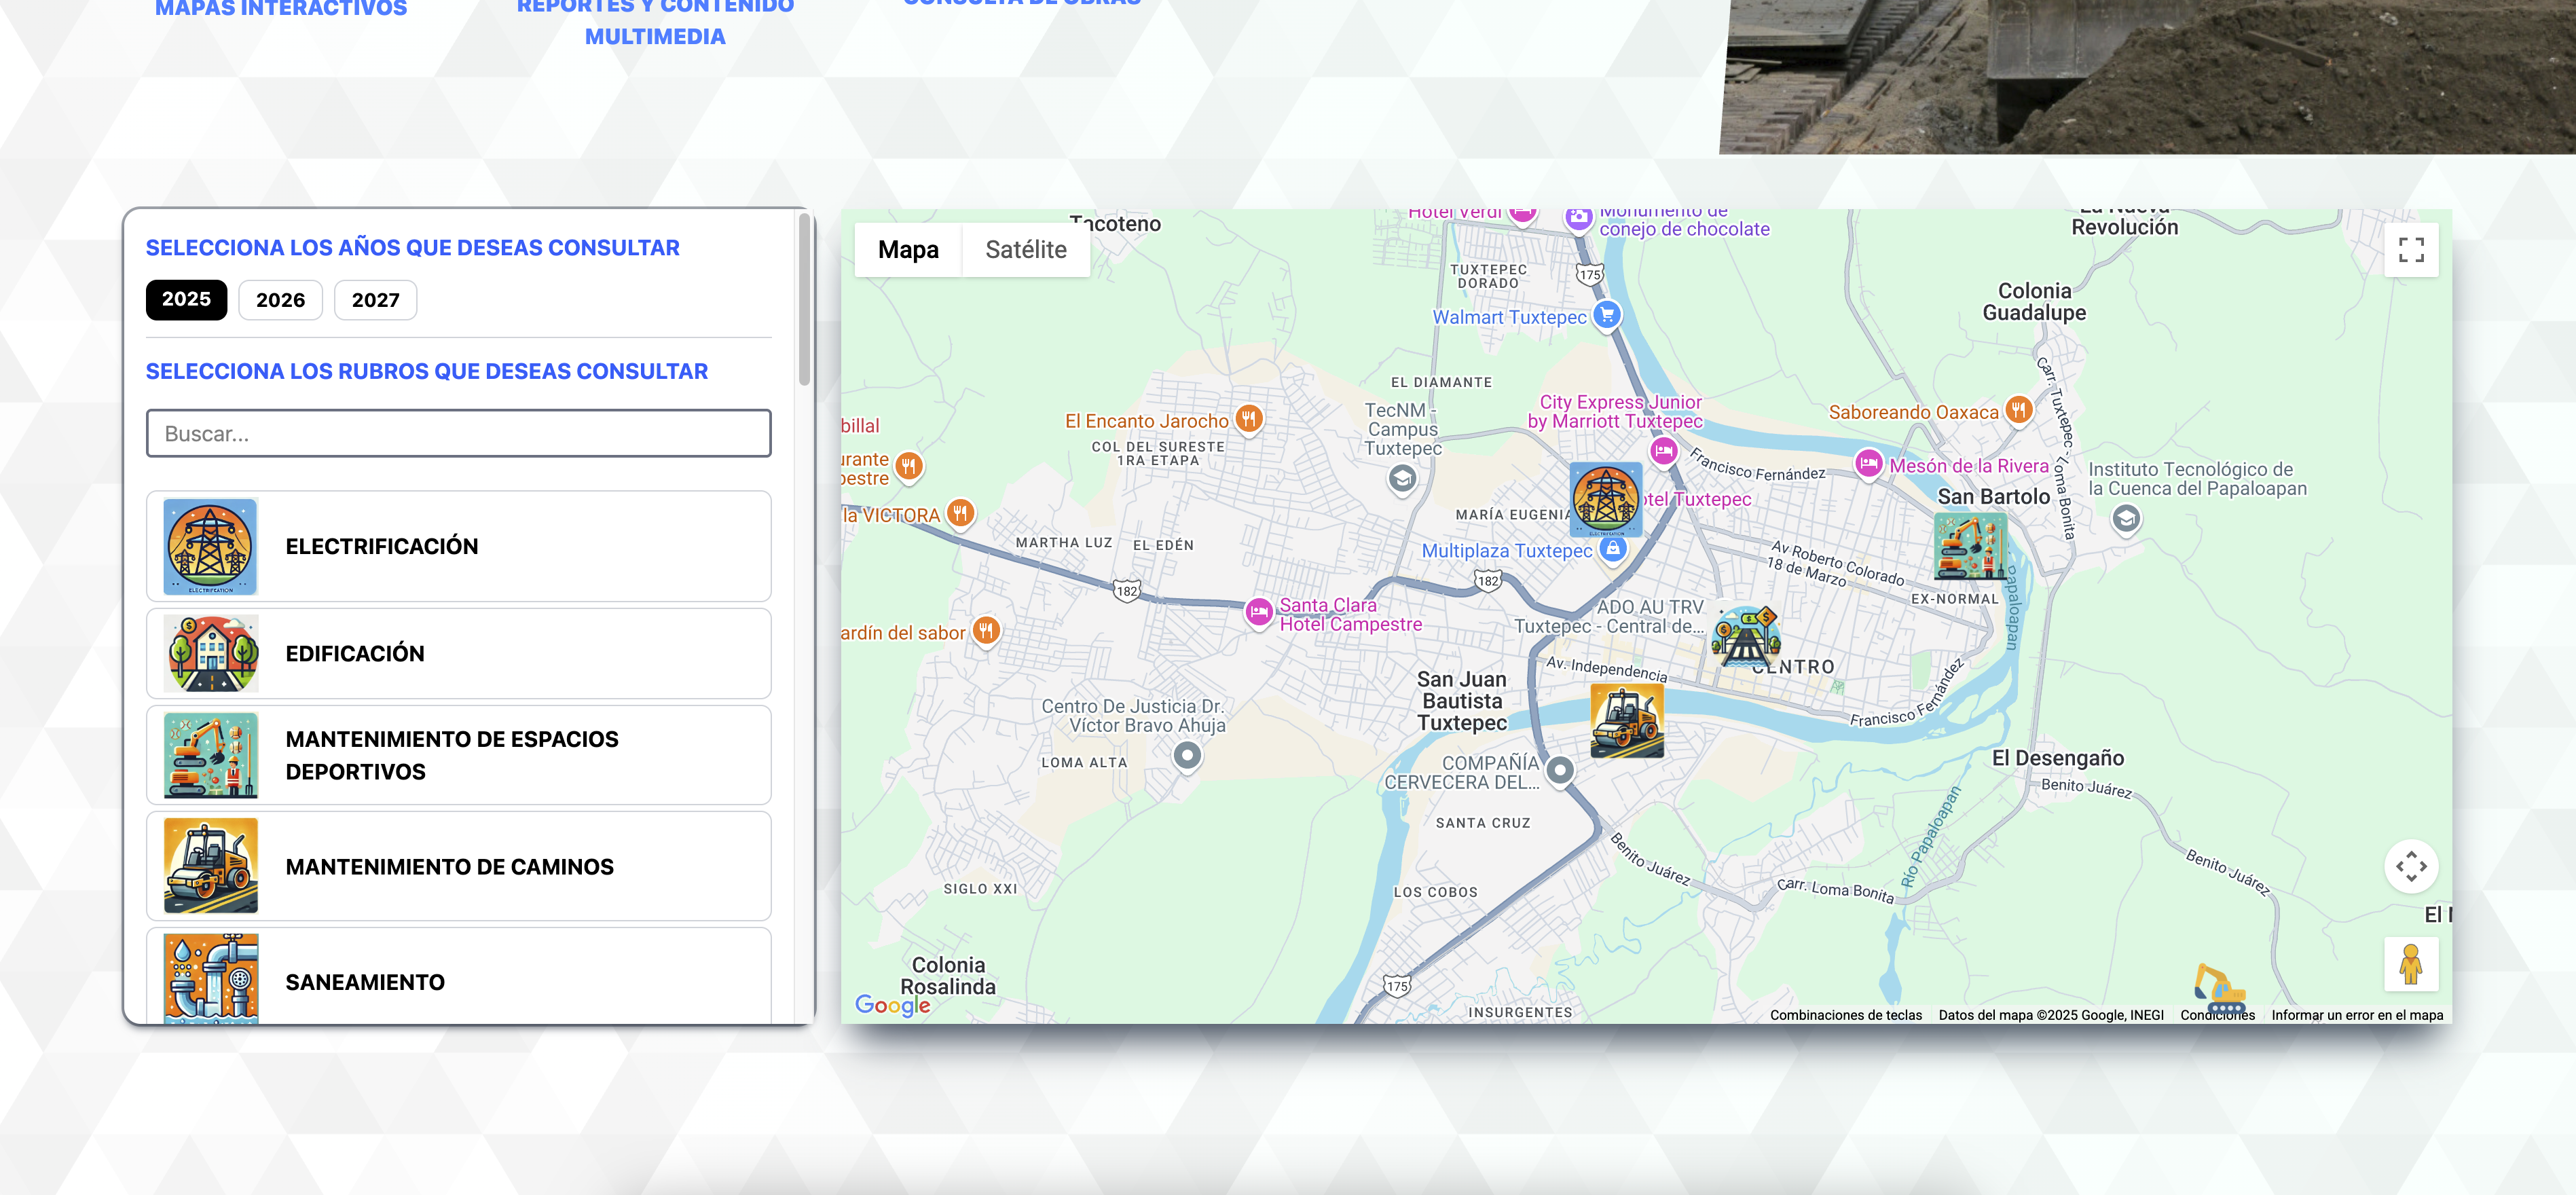 MAPAS INTERACTIVOS
REPORTES Y CONTENIDO
MULTIMEDIA
CONSULTA DE OBRAS
SELECCIONA LOS AÑOS QUE DESEAS CONSULTAR
2025
2026
2027
SELECCIONA LOS RUBROS QUE DESEAS CONSULTAR
Buscar...
ELECTRIFICACIÓN
EDIFICACIÓN
MANTENIMIENTO DE ESPACIOS
DEPORTIVOS
MANTENIMIENTO DE CAMINOS
SANEAMIENTO
Mapa
Satélite
Tacoteno
Hotel Verdi
Monumento de
conejo de chocolate
La Nueva
Revolución
TUXTEPEC
DORADO
175
Walmart Tuxtepec
Colonia
Guadalupe
EL DIAMANTE
Carr. Tuxtepec -
oma Bonita
TecNM -
Campus
Tuxtepec
City Express Junior
by Marriott Tuxtepec
Saboreando Oaxaca
El Encanto Jarocho
COL DEL SURESTE
1RA ETAPA
billal
urante
pestre
Francisco Fernández
Mesón de la Rivera
Instituto Tecnológico de
la Cuenca del Papaloapan
San Bartolo
otel Tuxtepec
la VICTORA
MARÍA EUGENIA
MARTHA LUZ
EL EDÉN
Multiplaza Tuxtepec
Av Roberto Colorado
18 de Marzo
182
182
EX-NORMAL
Papaloapan
Santa Clara
Hotel Campestre
ADO AU TRV
Tuxtepec - Central de...
ardín del sabor
CENTRO
Av. Independencia
San Juan
Bautista
Tuxtepec
Francisco Fernández
Centro De Justicia Dr.
Víctor Bravo Ahuja
LOMA ALTA
COMPAÑÍA
CERVECERA DEL...
El Desengaño
Benito Juárez
SANTA CRUZ
Río Papaloapan
Benito Juárez
Benito Juárez
Carr. Loma Bonita
SIGLO XXI
LOS COBOS
Colonia
Rosalinda
175
INSURGENTES
Google
Combinaciones de teclas
Datos del mapa ©2025 Google, INEGI
Condiciones
Informar un error en el mapa